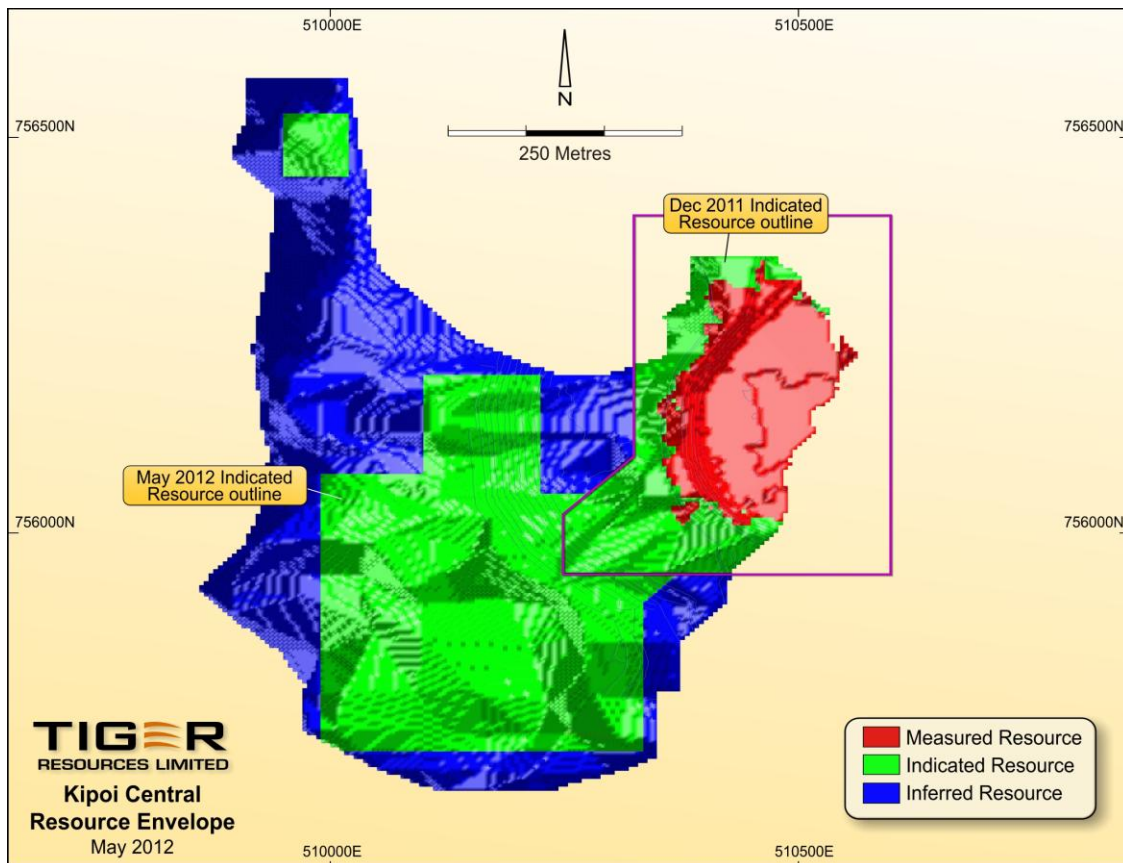 510000E
510500E
756500N
756500N
N
250 Metres
Dec 2011 Indicated
Resource outline
May 2012 Indicated
Resource outline
756000N
756000N
TIGER
RESOURCES LIMITED
Kipoi Central
Resource Envelope
May 2012
Measured Resource
Indicated Resource
Inferred Resource
510000E
510500E